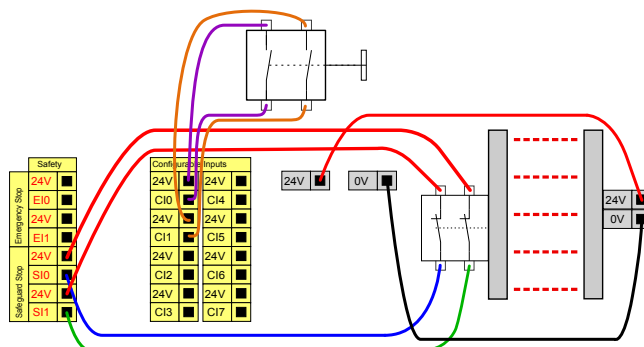 Safety
Emergency Stop
24V
EI0
24V
EI1
Safeguard Stop
24V
SI0
24V
SI1
Configurable Inputs
24V 24V
CI0 CI4
24V 24V
CI1 CI5
24V 24V
CI2 CI6
24V 24V
CI3 CI7
24V
0V
24V
0V